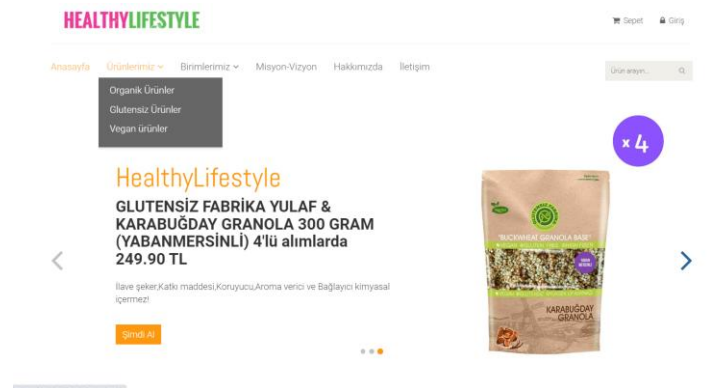 HEALTHYLIFESTYLE
Sepet Giriş
Anasayfa Ürünlerimiz Birimlerimiz Misyon-Vizyon Hakkımızda İletişim
Ürün arayın...
Organik Ürünler
Glutensiz Ürünler
Vegan ürünler
x 4
HealthyLifestyle
GLUTENSİZ FABRİKA YULAF &
KARABUĞDAY GRANOLA 300 GRAM
(YABANMERSİNLİ) 4'lü alımlarda
249.90 TL
İlave şeker,Katkı maddesi,Koruyucu,Aroma verici ve Bağlayıcı kimyasal
içermez!
Şimdi Al
"BUCKWHEAT GRANOLA BASE"
KARABUĞDAY
GRANOLA